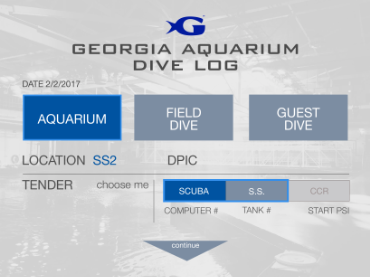 G
GEORGIA AQUARIUM
DIVE LOG
DATE 2/2/2017
AQUARIUM
FIELD
DIVE
GUEST
DIVE
LOCATION SS2 DPIC
TENDER choose me
SCUBA S.S. CCR
COMPUTER # TANK # START PSI
continue